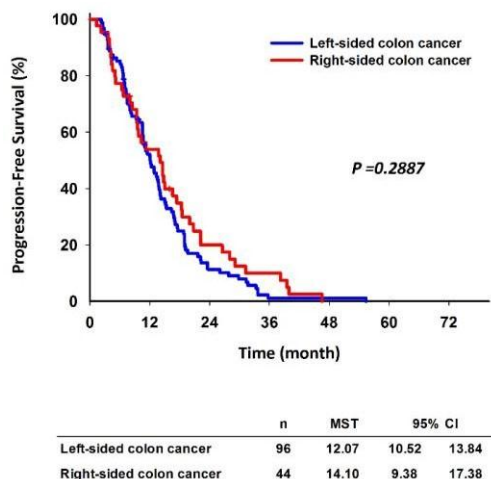 Progression-Free Survival (%)
100
80
60
40
20
0
Left-sided colon cancer
Right-sided colon cancer
P =0.2887
0 12 24 36 48 60 72
Time (month)
n MST 95% CI
Left-sided colon cancer 96 12.07 10.52 13.84
Right-sided colon cancer 44 14.10 9.38 17.38